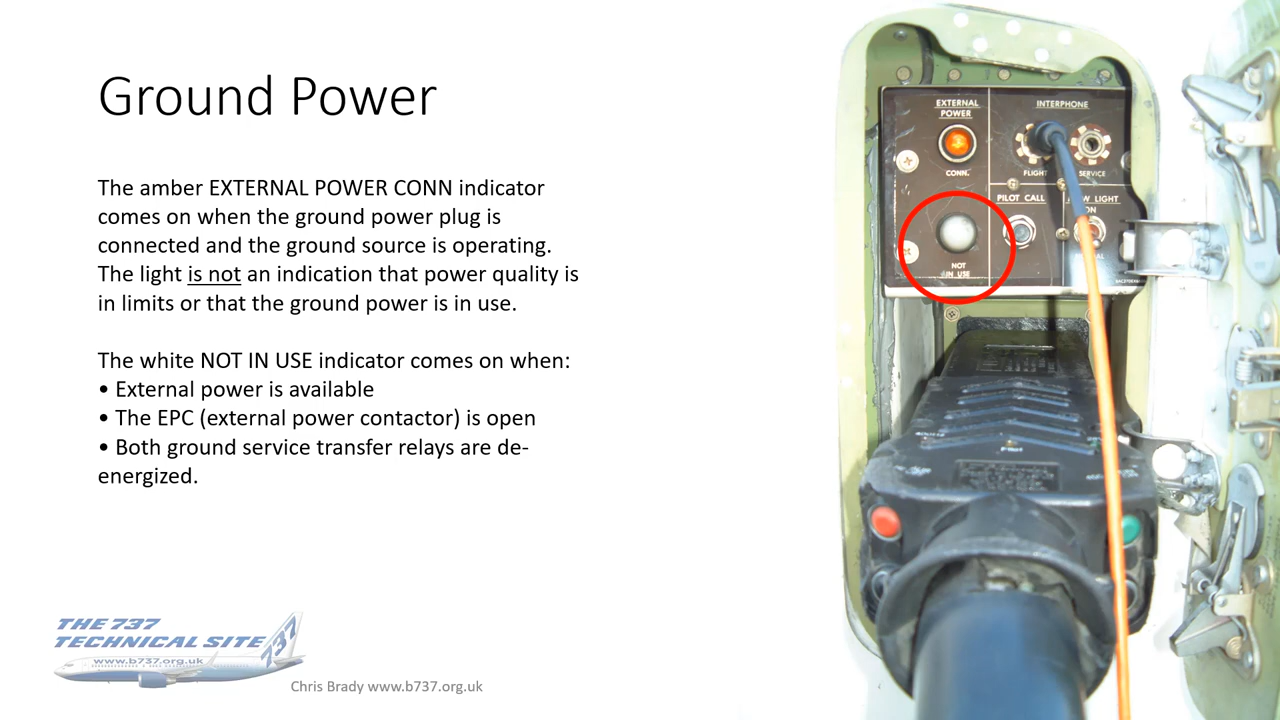 Ground Power
The amber EXTERNAL POWER CONN indicator
comes on when the ground power plug is
connected and the ground source is operating.
The light is not an indication that power quality is
in limits or that the ground power is in use.
The white NOT IN USE indicator comes on when:
• External power is available
• The EPC (external power contactor) is open
• Both ground service transfer relays are de-
energized.
EXTERNAL
POWER
CONN.
NOT
IN USE
INTERPHONE
FLIGHT
SERVICE
PILOT CALL
LIGHT
ON
THE 737
TECHNICAL SITE
737
www.b737.org.uk
Chris Brady www.b737.org.uk